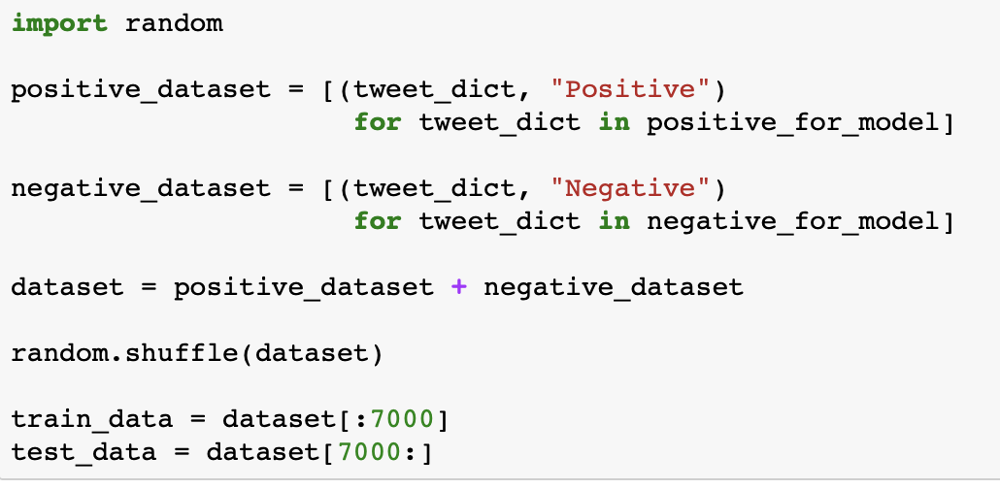 import random
positive_dataset = [(tweet_dict, "Positive")
for tweet_dict in positive_for_model]
negative_dataset = [(tweet_dict, "Negative")
for tweet_dict in negative_for_model]
dataset = positive_dataset + negative_dataset
random.shuffle(dataset)
train_data = dataset[:7000]
test_data = dataset[7000:]